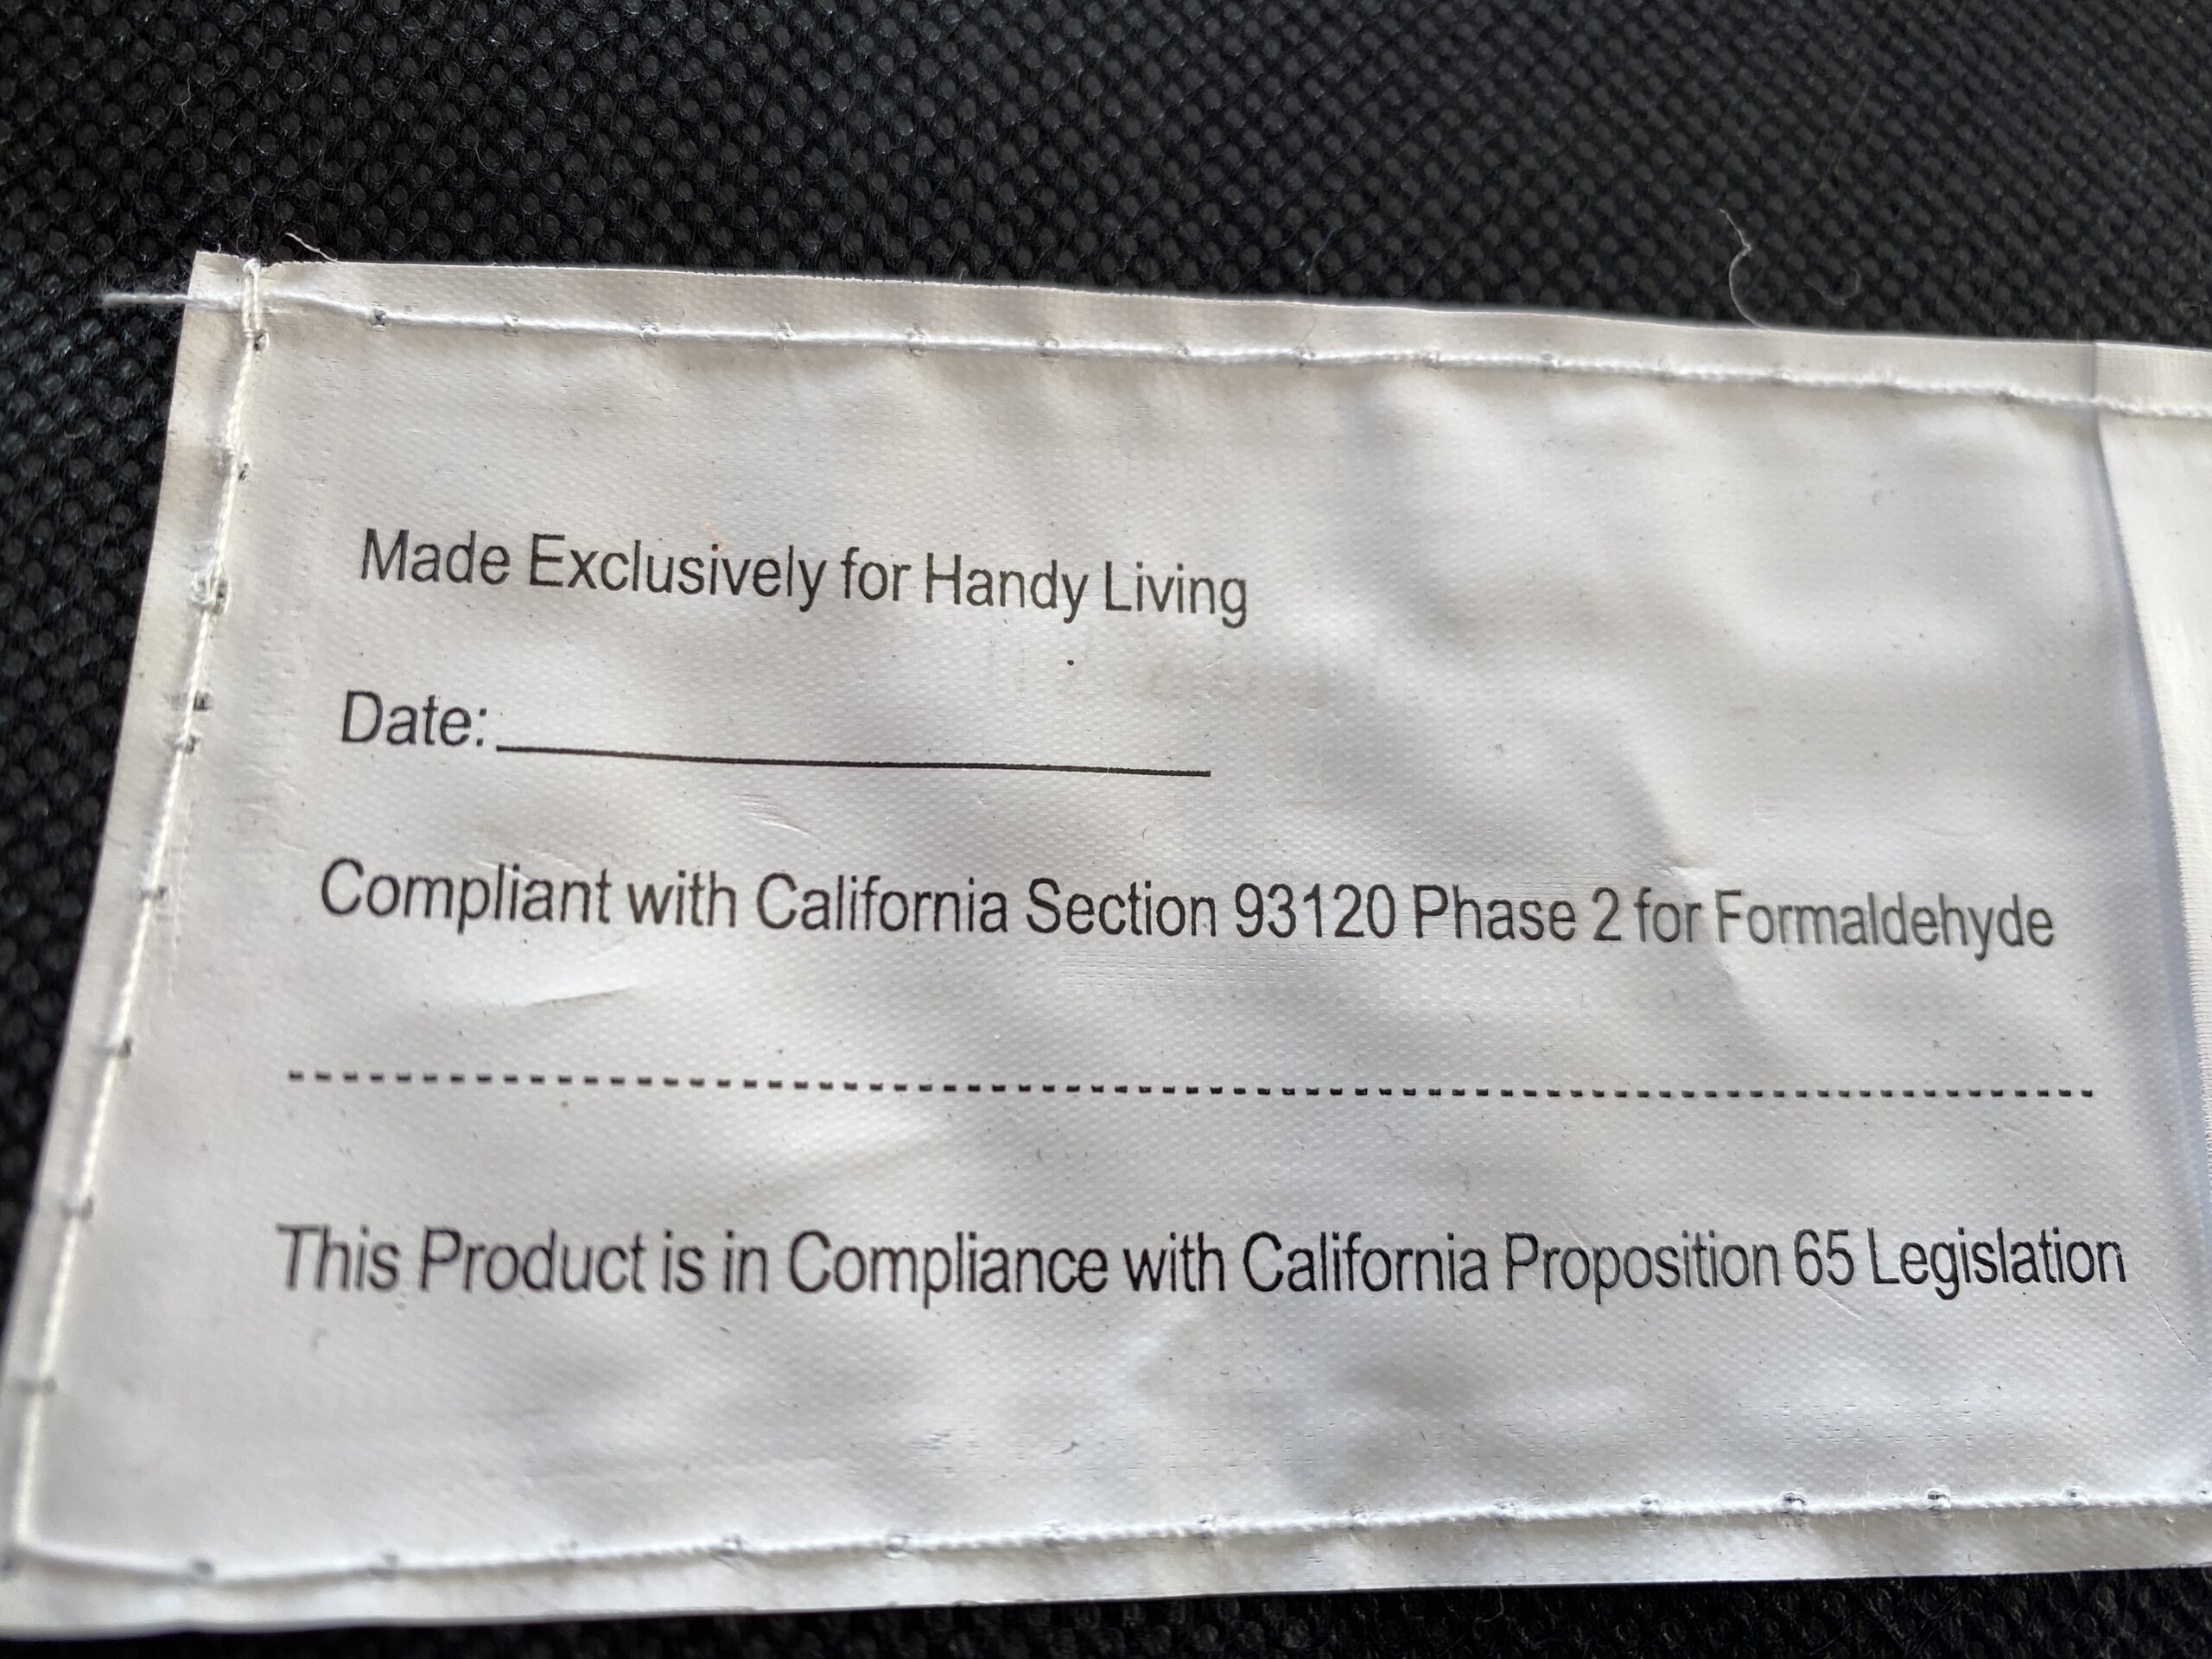 Made Exclusively for Handy Living
Date:_______________
Compliant with California Section 93120 Phase 2 for Formaldehyde
--------------------------------------------------------------------
This Product is in Compliance with California Proposition 65 Legislation